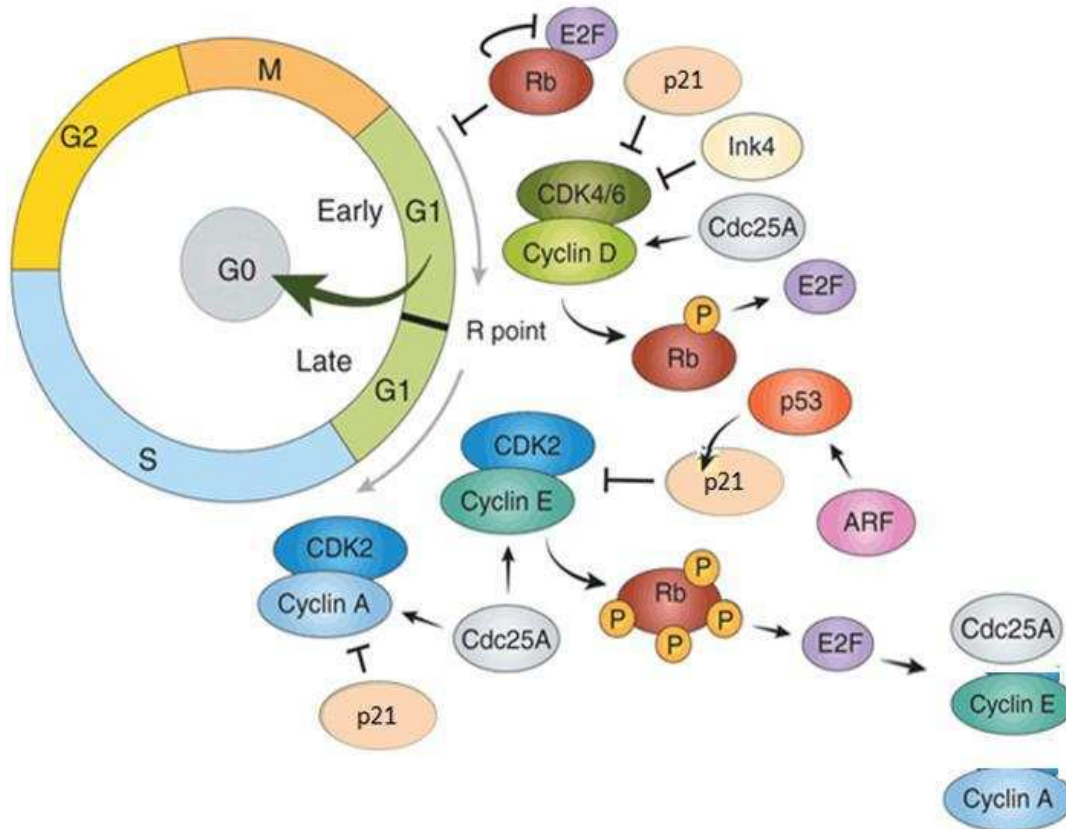 E2F
Rb
p21
Ink4
M
G2
G1
Early
CDK4/6
Cyclin D
Cdc25A
E2F
G0
R point
P
Rb
Late
G1
p53
S
CDK2
Cyclin E
p21
ARF
CDK2
Cyclin A
Cdc25A
P
Rb
P
P
P
E2F
Cdc25A
Cyclin E
p21
Cyclin A